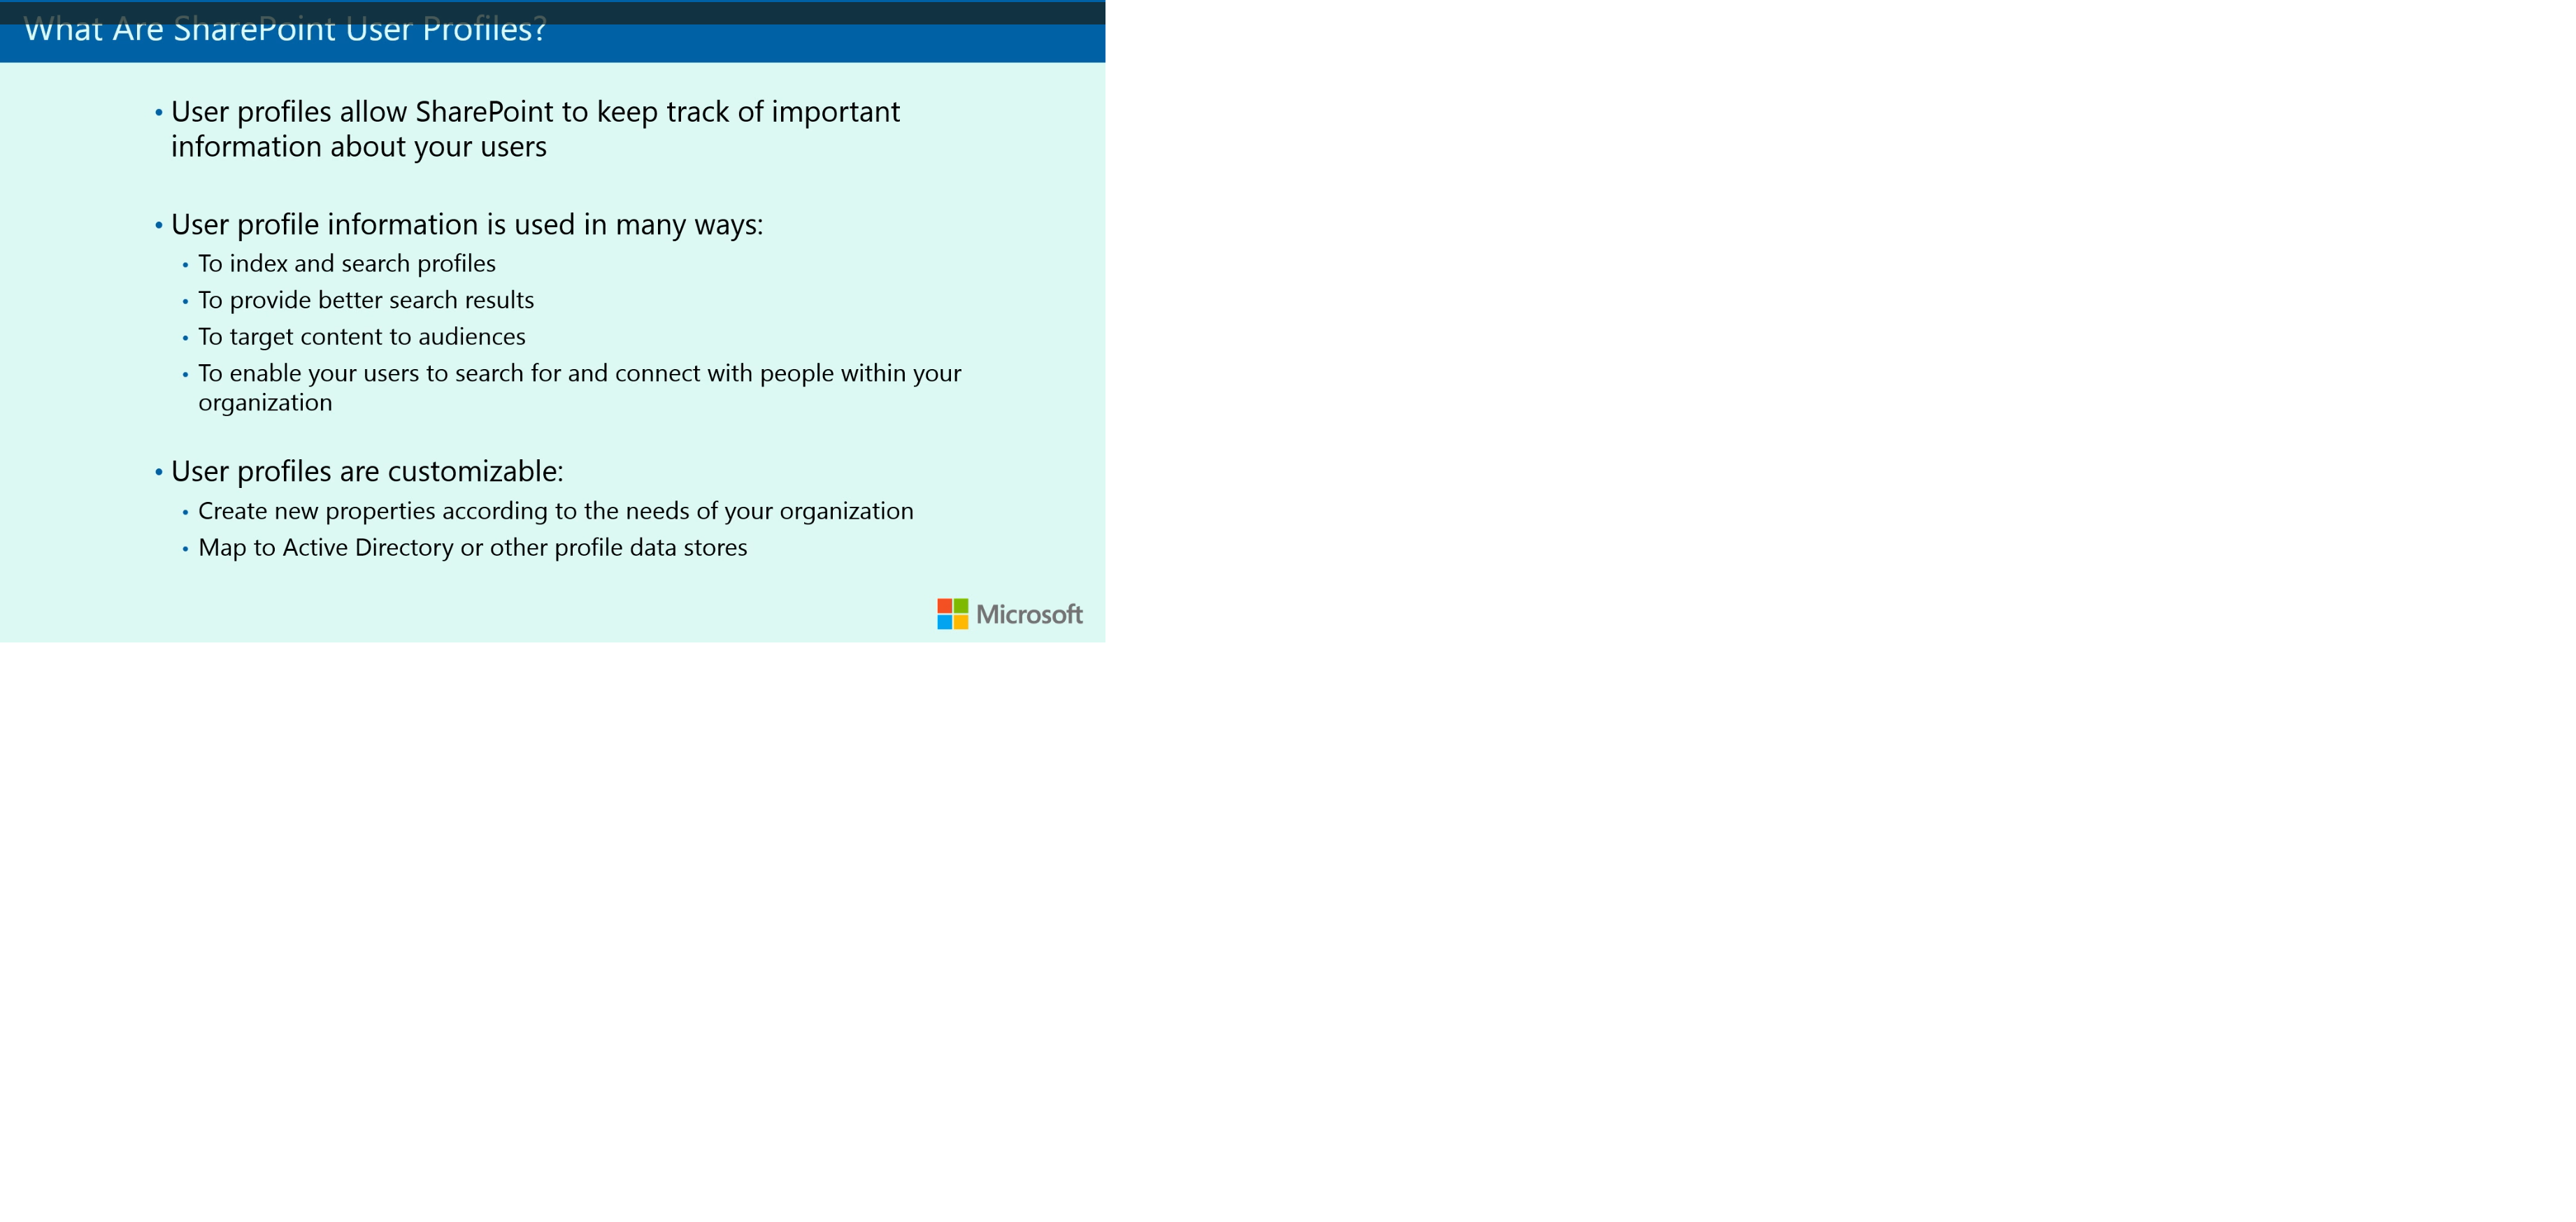 What Are SharePoint User Profiles?
• User profiles allow SharePoint to keep track of important
information about your users
• User profile information is used in many ways:
• To index and search profiles
• To provide better search results
• To target content to audiences
• To enable your users to search for and connect with people within your
organization
• User profiles are customizable:
• Create new properties according to the needs of your organization
• Map to Active Directory or other profile data stores
Microsoft